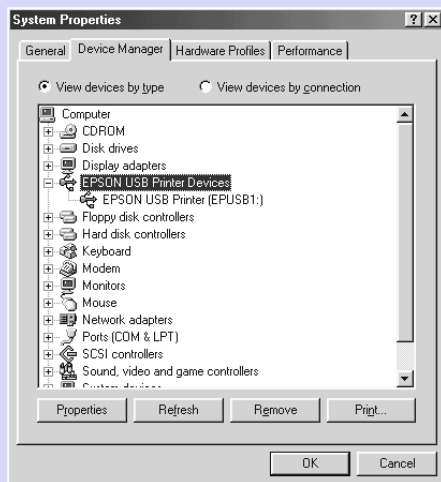 System Properties
General
Device Manager
Hardware Profiles
Performance
View devices by type
View devices by connection
Computer
CDROM
Disk drives
Display adapters
EPSON USB Printer Devices
EPSON USB Printer (EPUSB1:)
Floppy disk controllers
Hard disk controllers
Keyboard
Modem
Monitors
Mouse
Network adapters
Ports (COM & LPT)
SCSI controllers
Sound, video and game controllers
System devices
Properties
Refresh
Remove
Print...
OK
Cancel